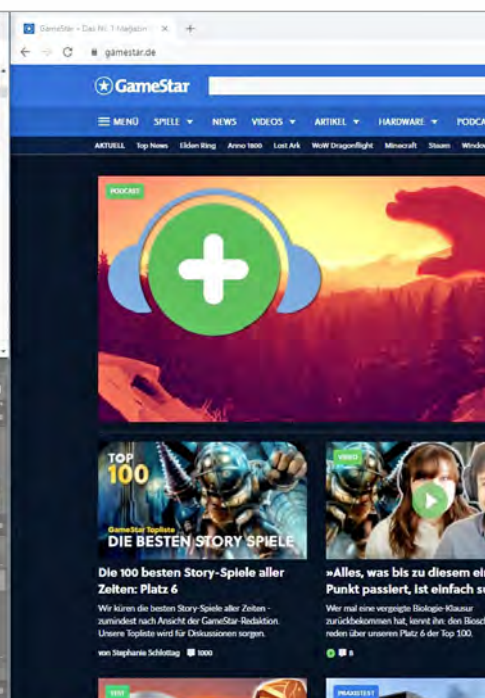 GameStar - Das Nr. 1 Magazin
gamestar.de
GameStar
MENÜ SPIELE NEWS VIDEOS ARTIKEL HARDWARE PODCA
AKTUELL Top News Elden Ring Anno 1800 Lost Ark WoW Dragonflight Minecraft Steam Window
PODCAST
TOP
100
GameStar Topliste
DIE BESTEN STORY SPIELE
VIDEO
Die 100 besten Story-Spiele aller
Zeiten: Platz 6
Wir küren die besten Story-Spiele aller Zeiten -
zumindest nach Ansicht der GameStar-Redaktion.
Unsere Topliste wird für Diskussionen sorgen.
von Stephanie Schlottag 1000
»Alles, was bis zu diesem ein
Punkt passiert, ist einfach su
Wer mal eine vergeigte Biologie-Klausur
zurückbekommen hat, kennt ihn: den Biosch
reden über unseren Platz 6 der Top 100.
8
TEST
PRAXISTEST